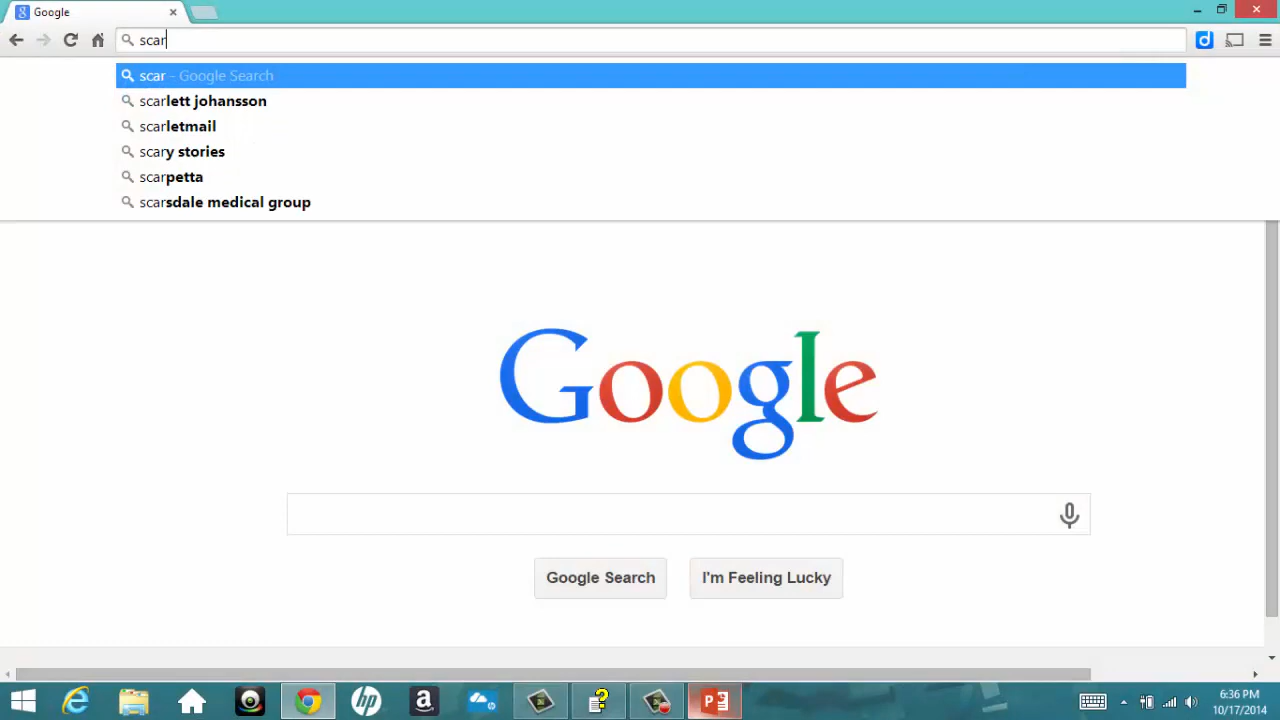 Google
scar
scar - Google Search
scarlett johansson
scarletmail
scary stories
scarpetta
scarsdale medical group
Google
Google Search I'm Feeling Lucky
6:36 PM
10/17/2014